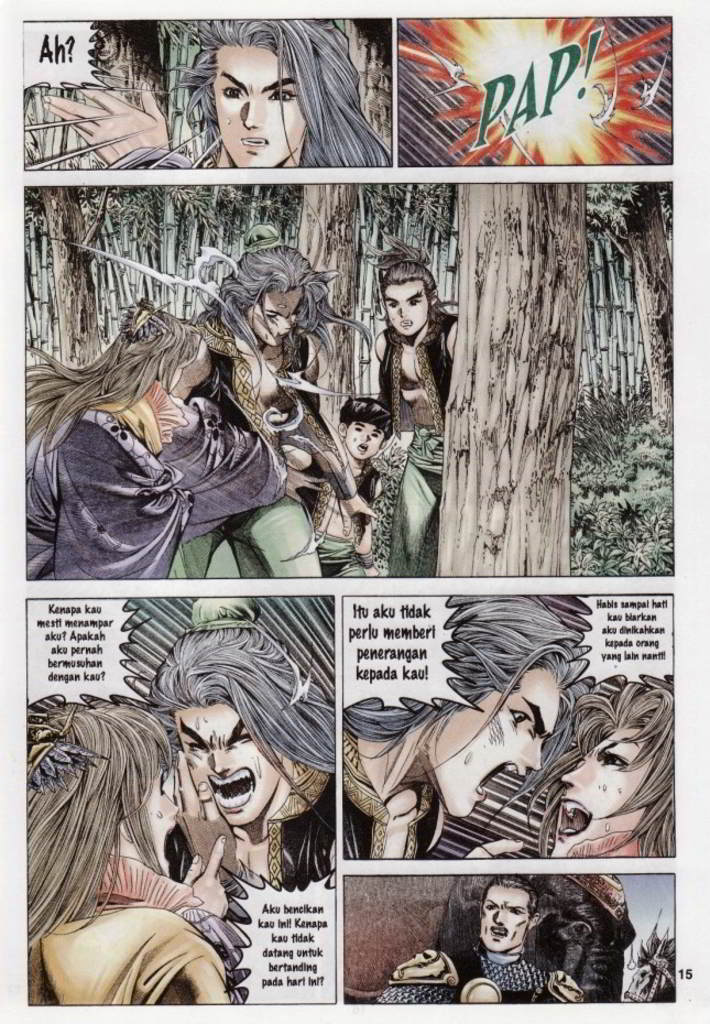 Ah?
PAP!
Kenapa kau
mesti menampar
aku? Apakah
aku pernah
bermusuhan
dengan kau?
Aku bencikan
kau ini! Kenapa
kau tidak
datang untuk
bertanding
pada hari ini?
Itu aku tidak
perlu memberi
penerangan
kepada kau!
Habis sampai hati
kau biarkan
aku dinikahkan
kepada orang
yang lain nanti!
15